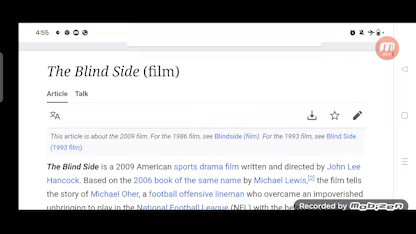 4:55
The Blind Side (film)
Article Talk
This article is about the 2009 film. For the 1986 film, see Blindside (film). For the 1993 film, see Blind Side
(1993 film).
The Blind Side is a 2009 American sports drama film written and directed by John Lee
Hancock. Based on the 2006 book of the same name by Michael Lewis,[2] the film tells
the story of Michael Oher, a football offensive lineman who overcame an impoverished
upbringing to play in the National Football League (NFL) with the
Recorded by Mobizen